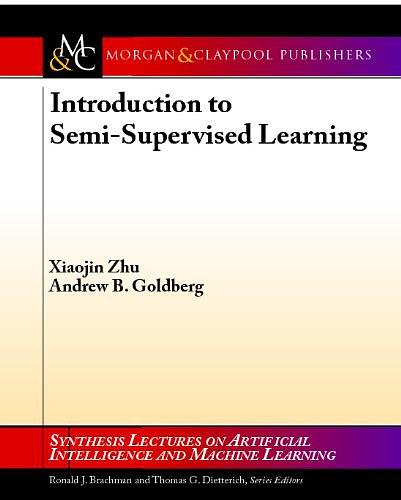 M
&C
MORGAN & CLAYPOOL PUBLISHERS
Introduction to
Semi-Supervised Learning
Xiaojin Zhu
Andrew B. Goldberg
SYNTHESIS LECTURES ON ARTIFICIAL
INTELLIGENCE AND MACHINE LEARNING
Ronald J. Brachman and Thomas G. Dietterich, Series Editors